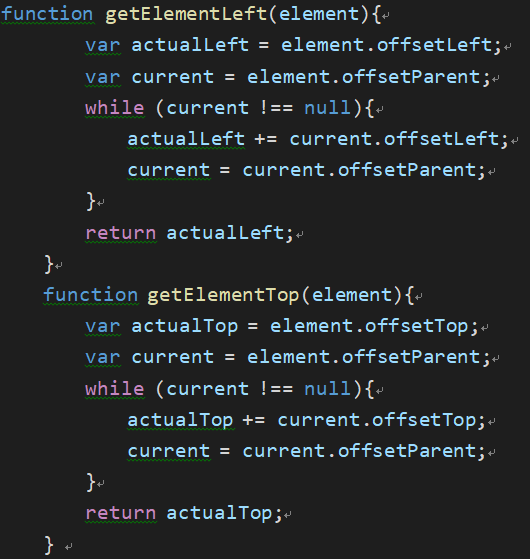 function getElementLeft(element){
var actualLeft = element.offsetLeft;
var current = element.offsetParent;
while (current !== null){
actualLeft += current.offsetLeft;
current = current.offsetParent;
}
return actualLeft;
}
function getElementTop(element){
var actualTop = element.offsetTop;
var current = element.offsetParent;
while (current !== null){
actualTop += current.offsetTop;
current = current.offsetParent;
}
return actualTop;
}